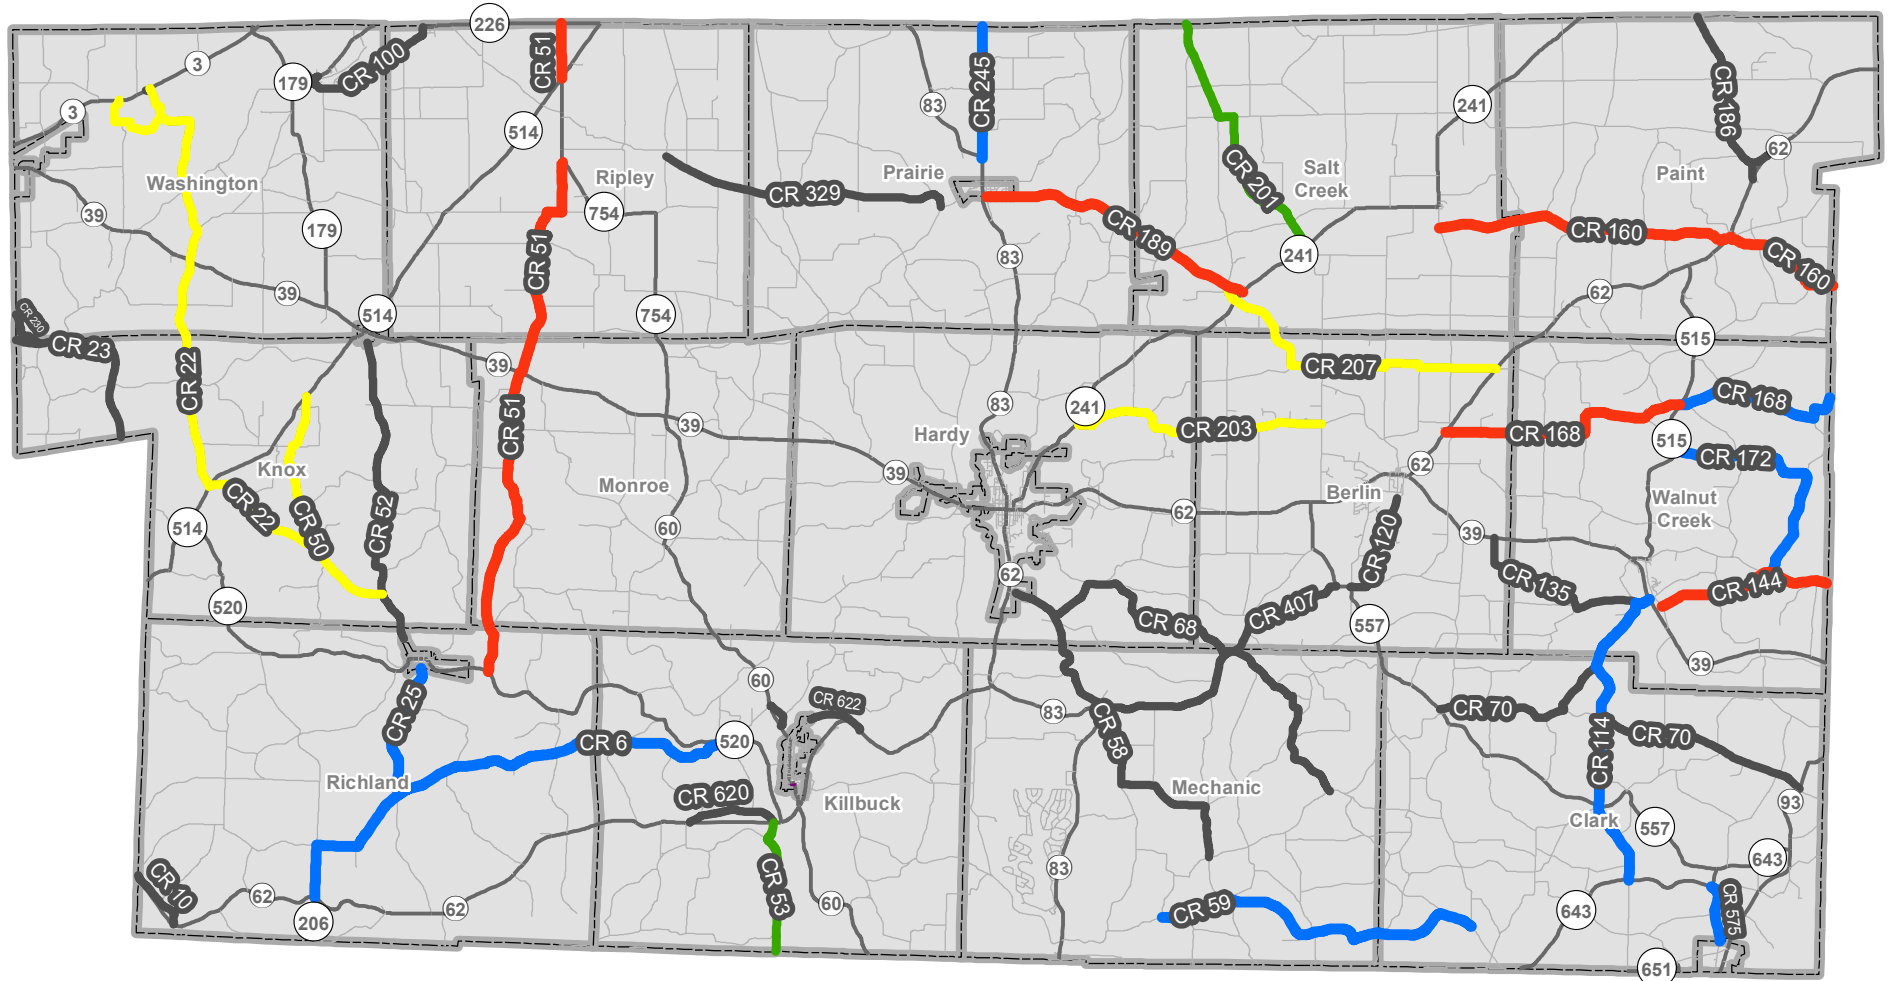 226
3
179
CR 100
CR 51
83
CR 245
241
CR 186
3
514
62
CR 201
Salt
Creek
Paint
Prairie
Washington
Ripley
CR 329
39
179
754
CR 189
241
CR 160
CR 160
CR 51
83
39
514
754
62
CR 230
CR 23
515
39
CR 22
CR 207
CR 168
83
241
CR 51
39
Hardy
CR 203
CR 168
515
CR 172
Knox
39
62
Monroe
Berlin
Walnut
Creek
CR 22
CR 50
CR 52
514
60
62
39
CR 120
62
CR 135
CR 144
520
CR 68
CR 407
557
39
60
CR 25
CR 622
83
CR 58
CR 70
CR 114
CR 70
CR 6
520
Richland
CR 620
Killbuck
Mechanic
93
Clark
557
643
83
CR 10
62
206
62
CR 53
60
CR 59
643
CR 575
651